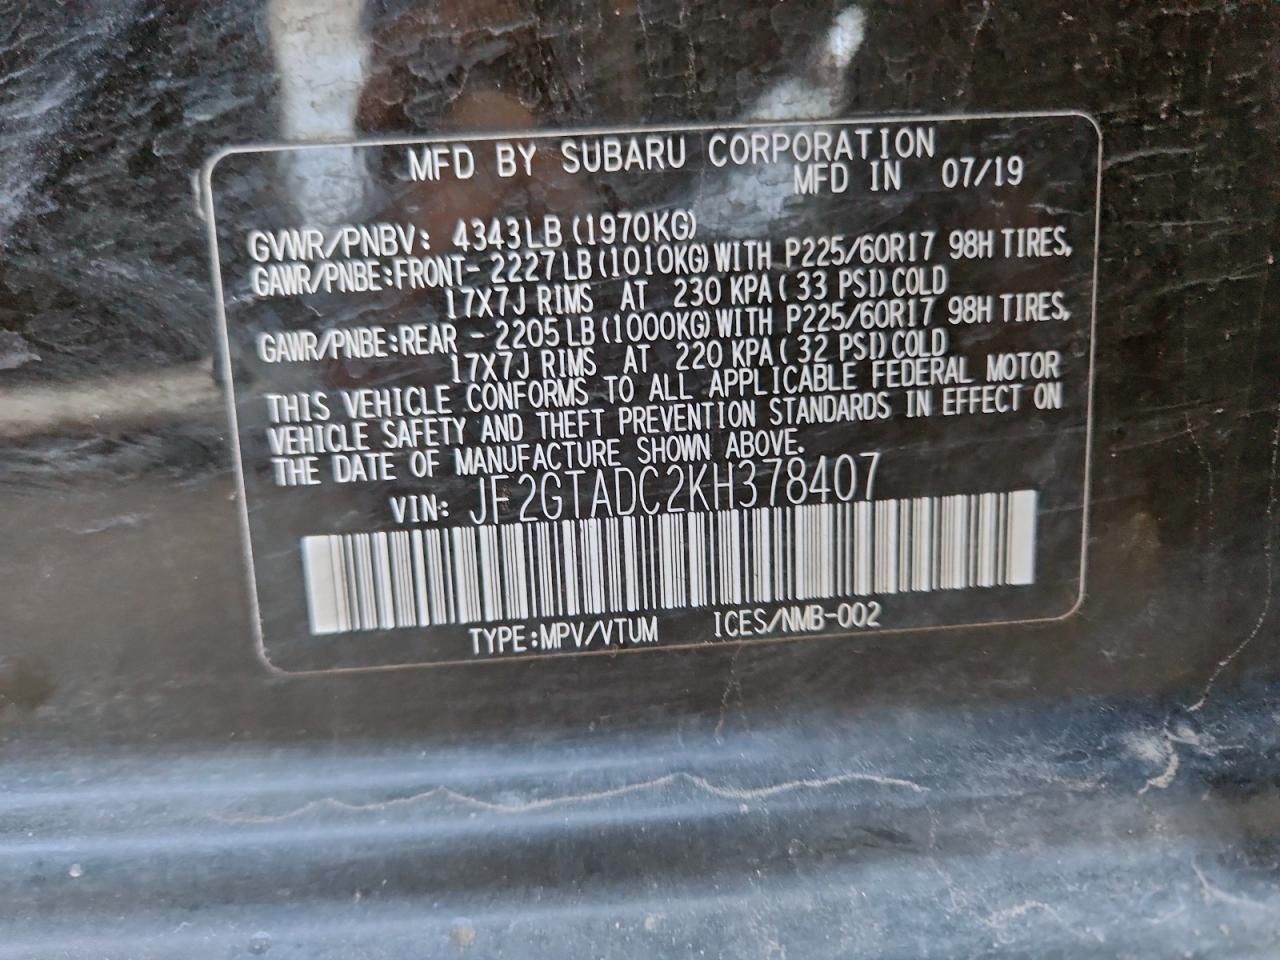 MFD BY SUBARU CORPORATION
MFD IN 07/19
GVWR/PNBV: 4343LB (1970KG)
GAWR/PNBE:FRONT-2227LB(1010KG)WITH P225/60R17 98H TIRES,
17X7J RIMS AT 230 KPA(33 PSI)COLD
GAWR/PNBE:REAR -2205LB(1000KG)WITH P225/60R17 98H TIRES,
17X7J RIMS AT 220 KPA(32 PSI)COLD
THIS VEHICLE CONFORMS TO ALL APPLICABLE FEDERAL MOTOR
VEHICLE SAFETY AND THEFT PREVENTION STANDARDS IN EFFECT ON
THE DATE OF MANUFACTURE SHOWN ABOVE.
VIN: JF2GTADC2KH378407
TYPE:MPV/VTUM ICES/NMB-002